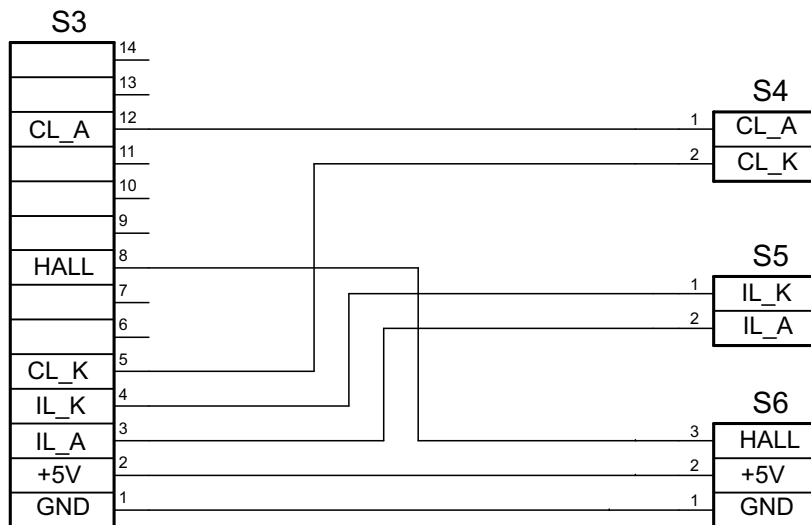 S3
14
13
CL_A 12
11
10
9
HALL 8
7
6
CL_K 5
IL_K 4
IL_A 3
+5V 2
GND 1
S4
1 CL_A
2 CL_K
S5
1 IL_K
2 IL_A
S6
3 HALL
2 +5V
1 GND